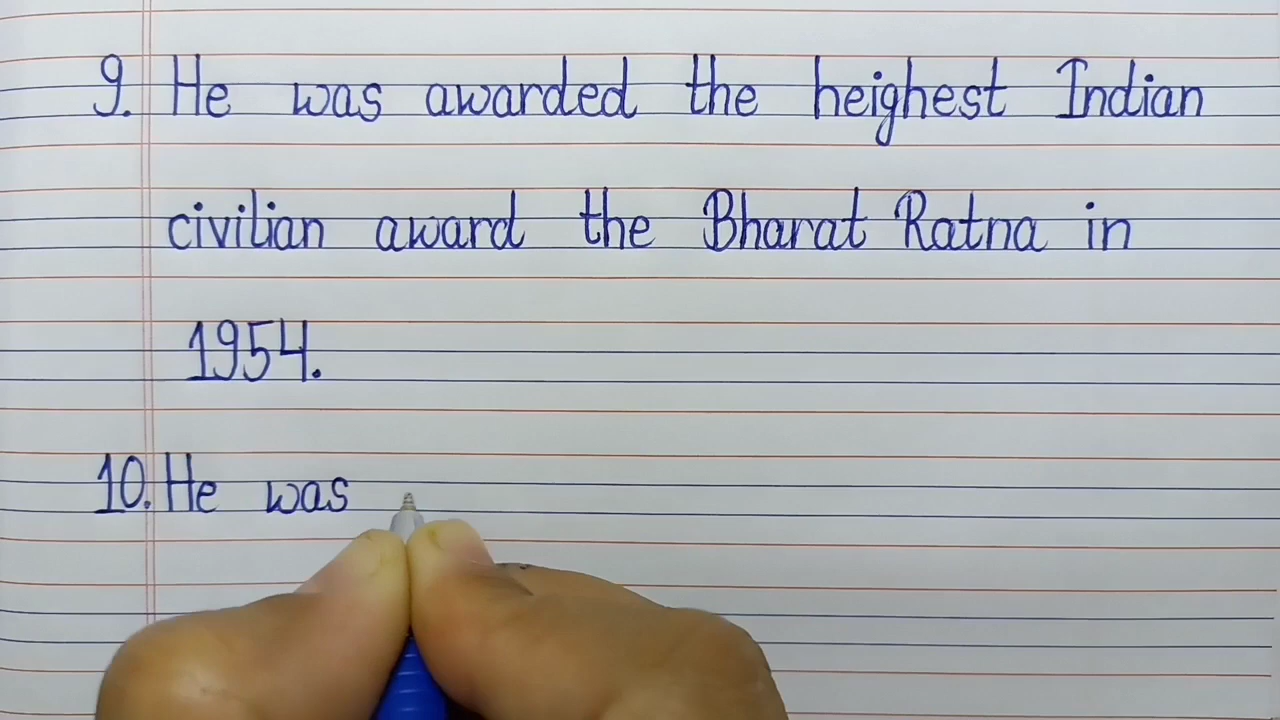 9. He was awarded the heighest Indian
civilian award the Bharat Ratna in
1954.
10. He was